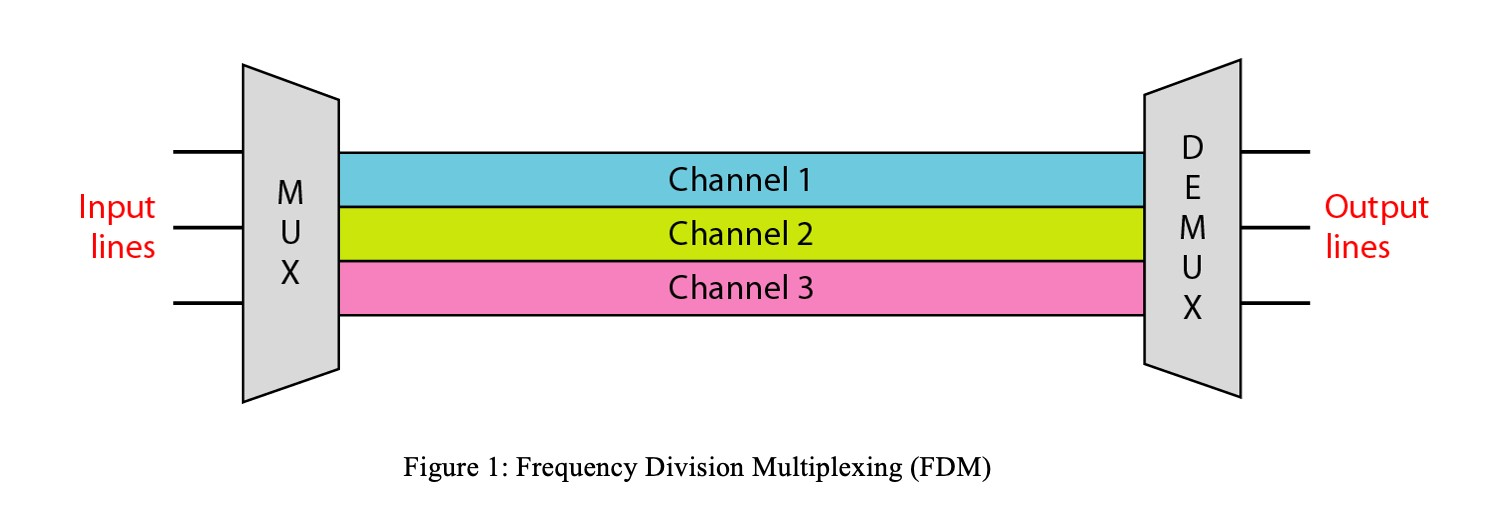 Input
lines
M
U
X
Channel 1
Channel 2
Channel 3
D
E
M
U
X
Output
lines
Figure 1: Frequency Division Multiplexing (FDM)